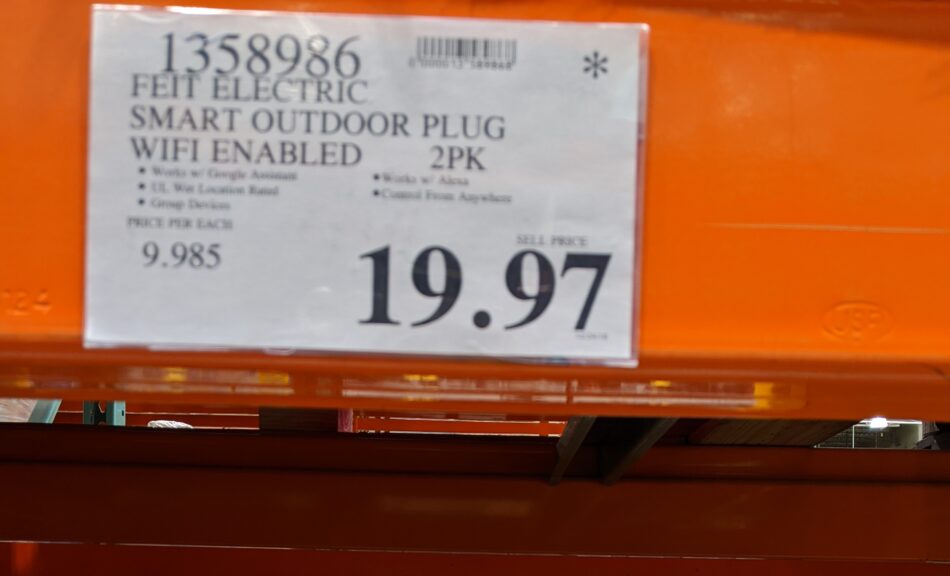 1358986
*
FEIT ELECTRIC
SMART OUTDOOR PLUG
WIFI ENABLED 2PK
• Works w/ Google Assistant
• Works w/ Alexa
• UL Wet Location Rated
• Control From Anywhere
• Group Devices
PRICE PER EACH
9.985
SELL PRICE
19.97